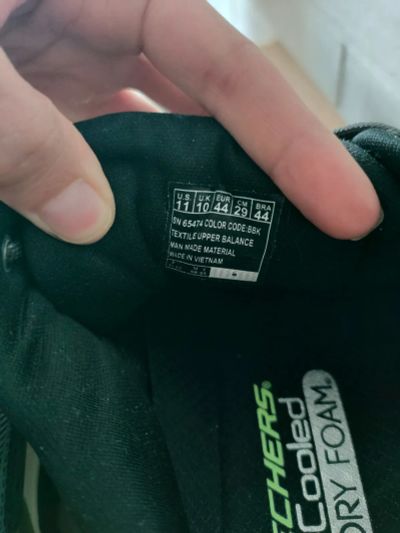 U.S. UK EUR CM BRA
11 10 44 29 44
SN 65474 COLOR CODE: BBK
TEXTILE UPPER BALANCE
MAN MADE MATERIAL
MADE IN VIETNAM
ECHERS
Cooled
ORY FOAM